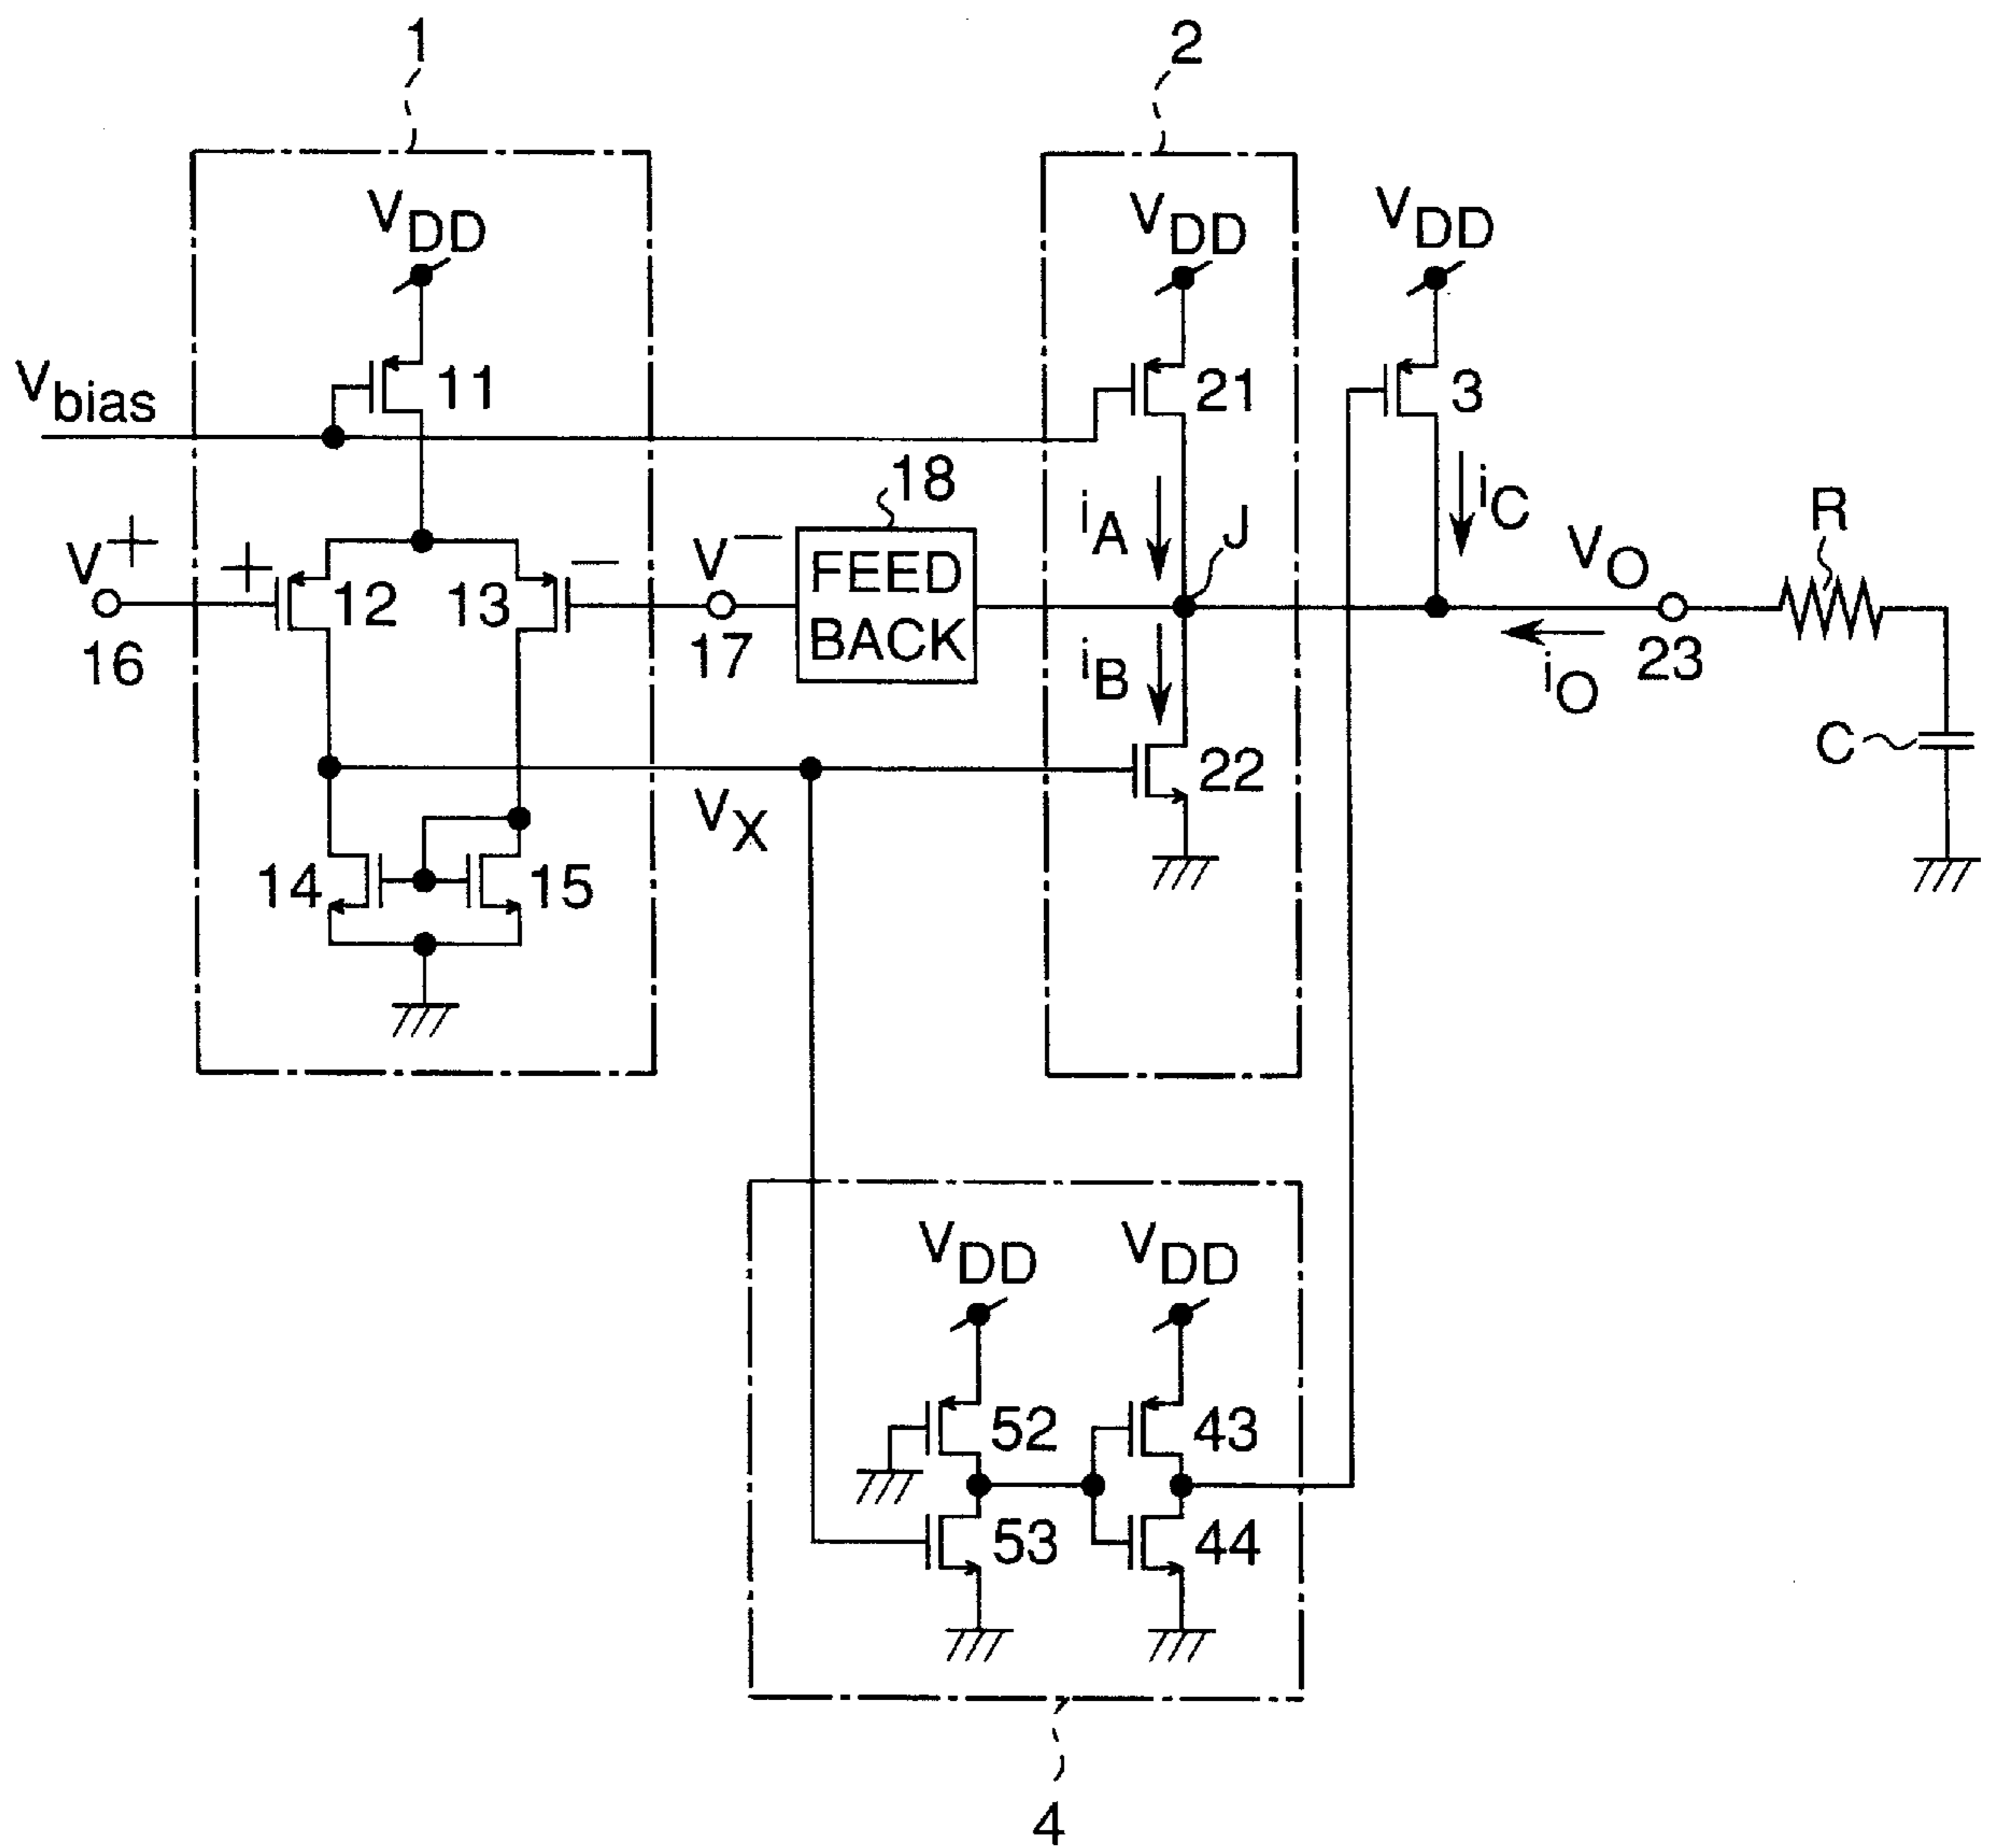 1
2
VDD
VDD
VDD
Vbias
11
21
3
18
iA
J
iC
R
V+
+
12
13
−
V−
FEED
BACK
VO
16
17
iB
iO
23
C
VX
22
14
15
VDD
VDD
52
43
53
44
4